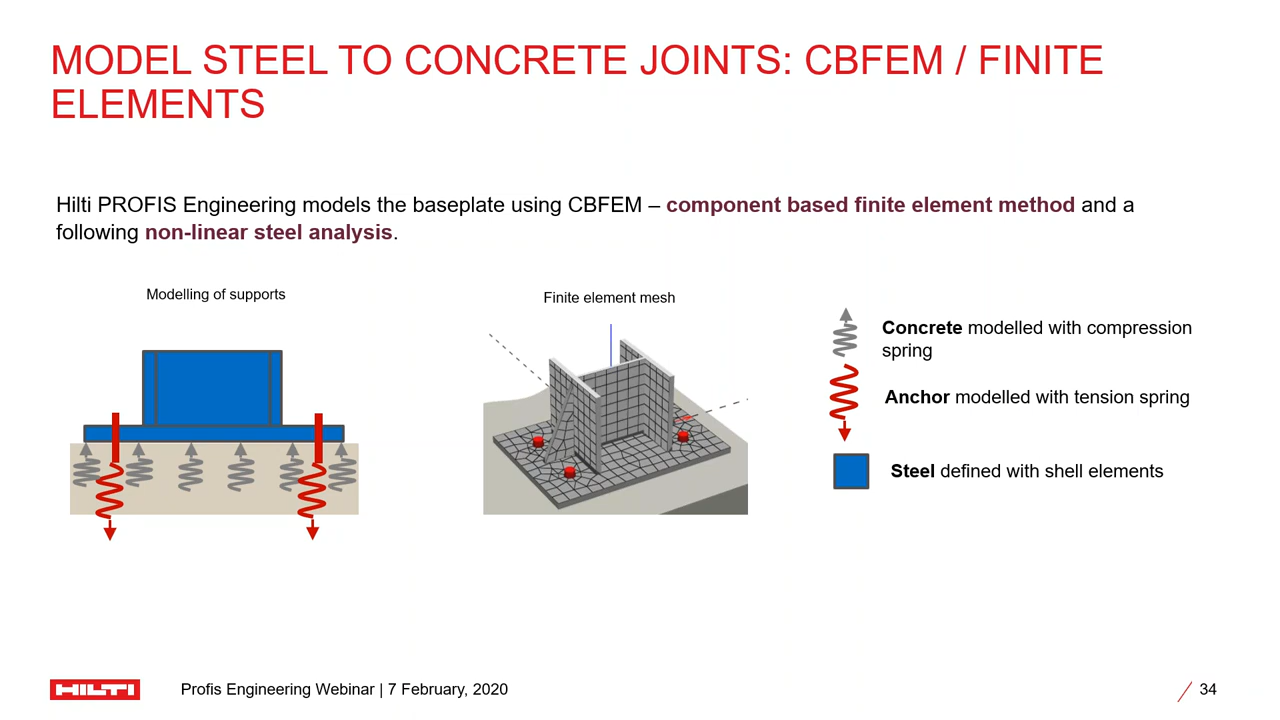 MODEL STEEL TO CONCRETE JOINTS: CBFEM / FINITE
ELEMENTS
Hilti PROFIS Engineering models the baseplate using CBFEM – component based finite element method and a
following non-linear steel analysis.
Modelling of supports
Finite element mesh
Concrete modelled with compression
spring
Anchor modelled with tension spring
Steel defined with shell elements
HILTI
Profis Engineering Webinar | 7 February, 2020
34